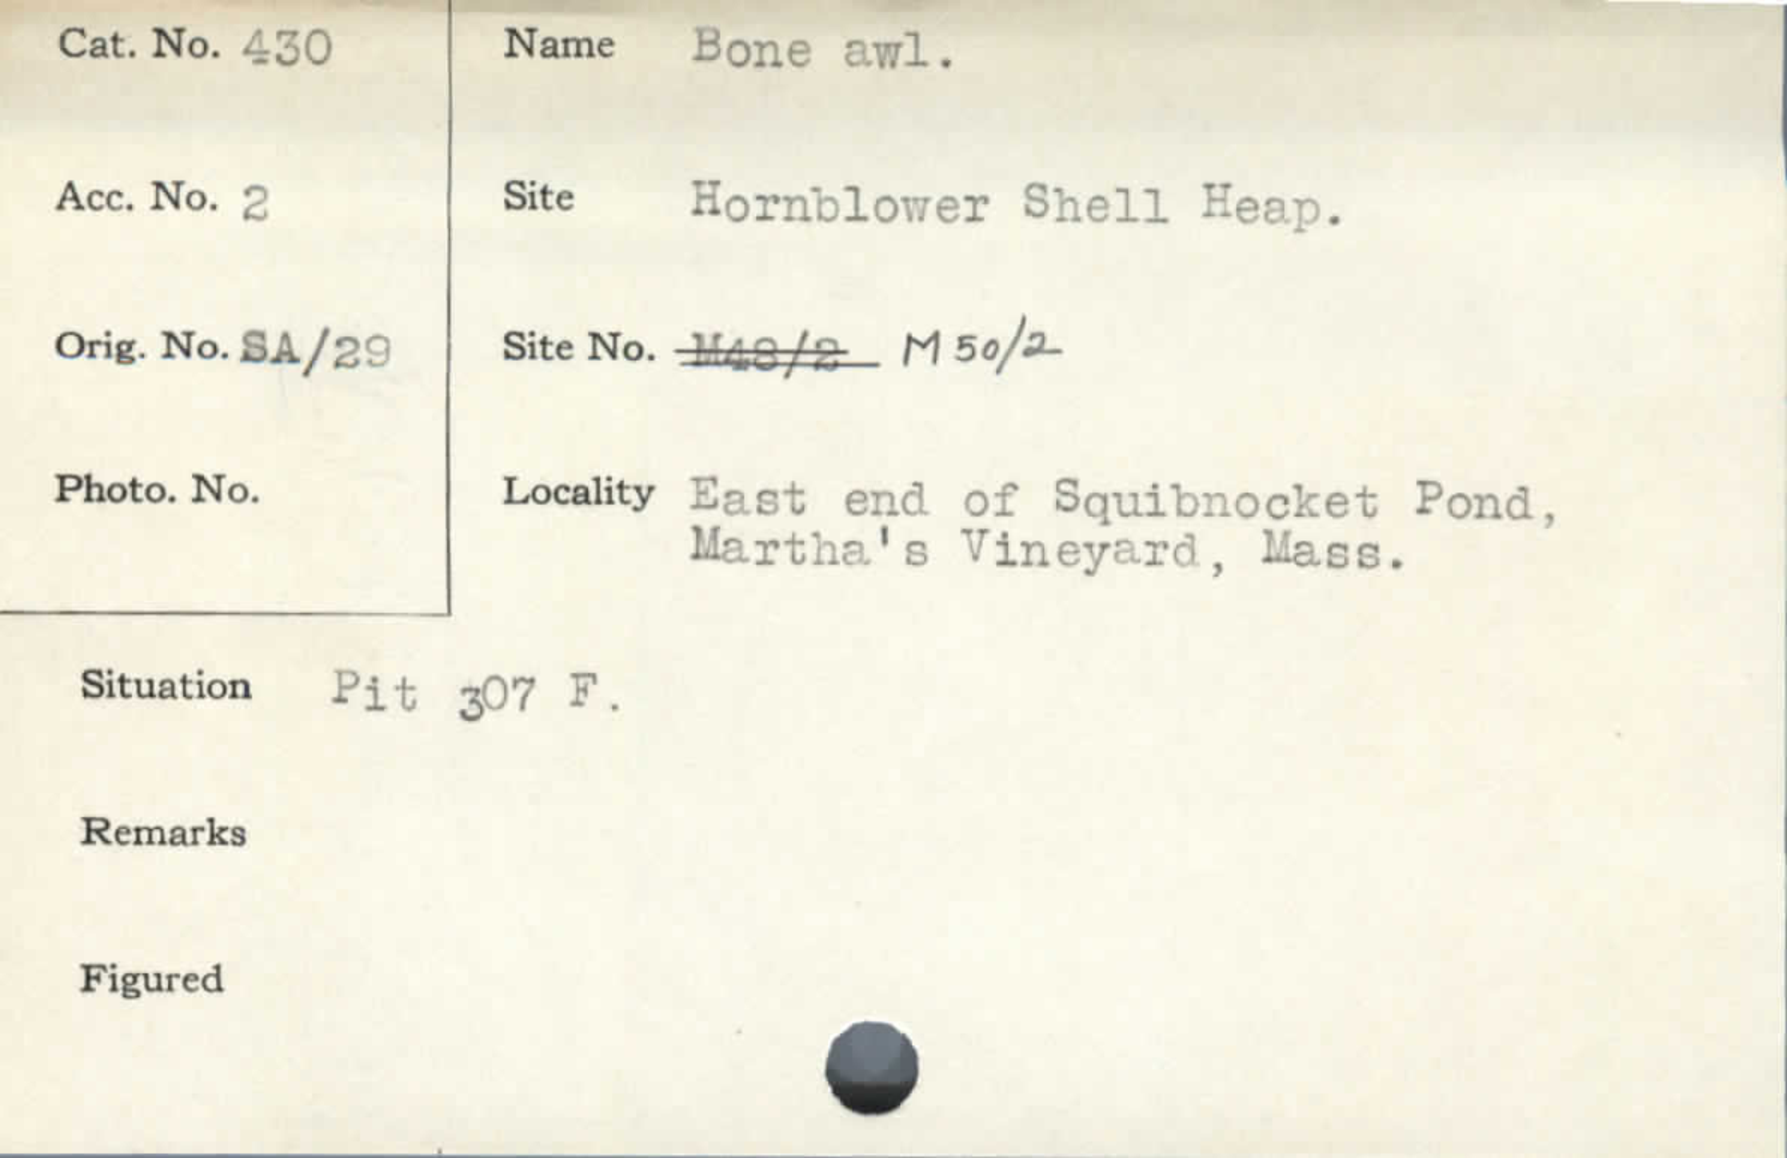 Cat. No. 430
Name Bone awl.
Acc. No. 2
Site Hornblower Shell Heap.
Orig. No. SA/29
Site No. M48/2 M 50/2
Photo. No.
Locality East end of Squibnocket Pond,
Martha's Vineyard, Mass.
Situation Pit 307 F.
Remarks
Figured